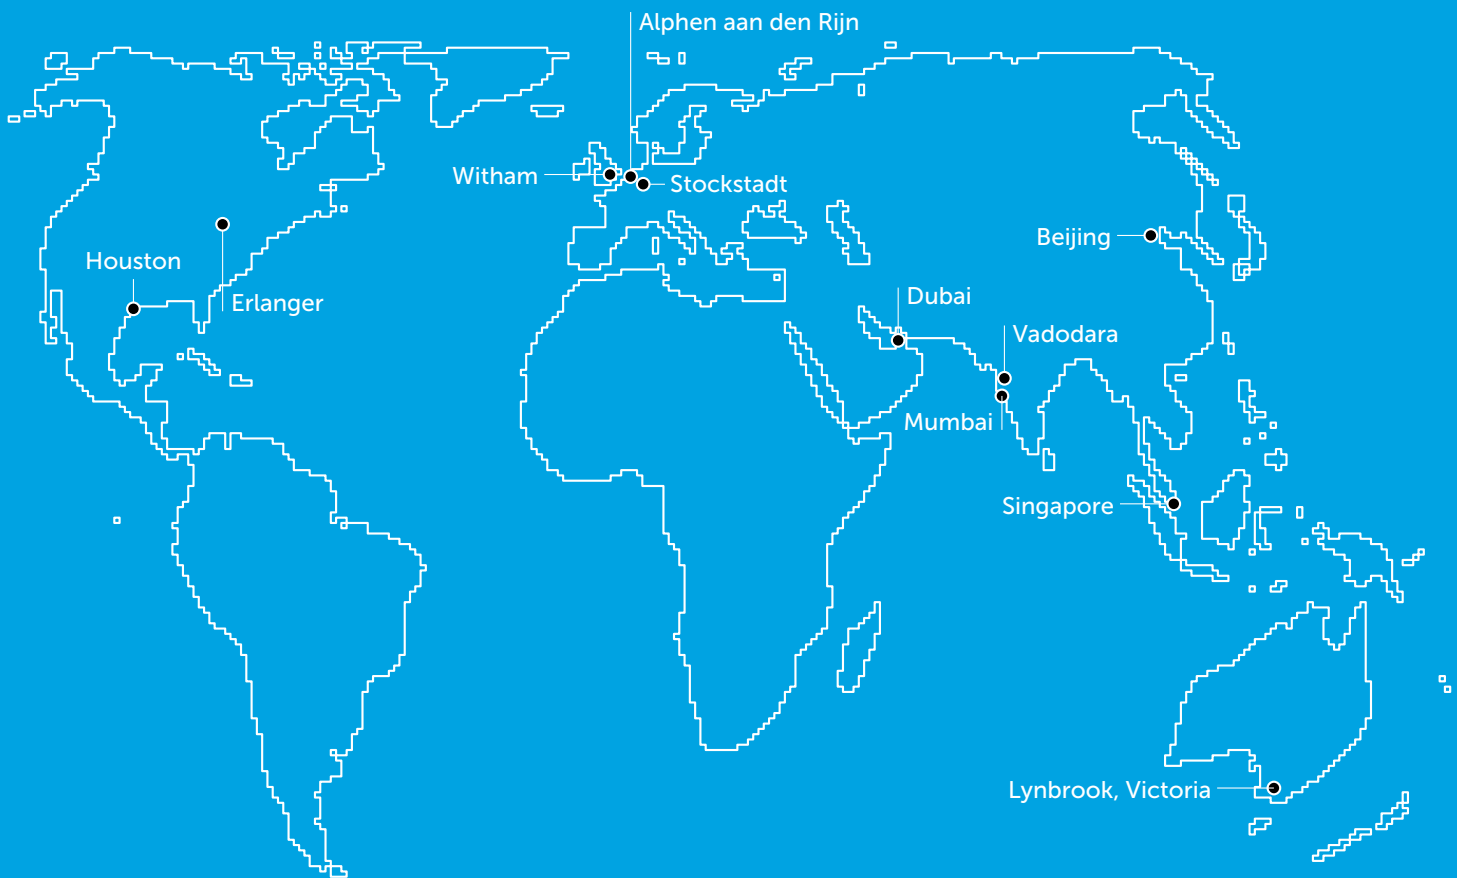 Alphen aan den Rijn
Witham
Stockstadt
Beijing
Houston
Erlanger
Dubai
Vadodara
Mumbai
Singapore
Lynbrook, Victoria